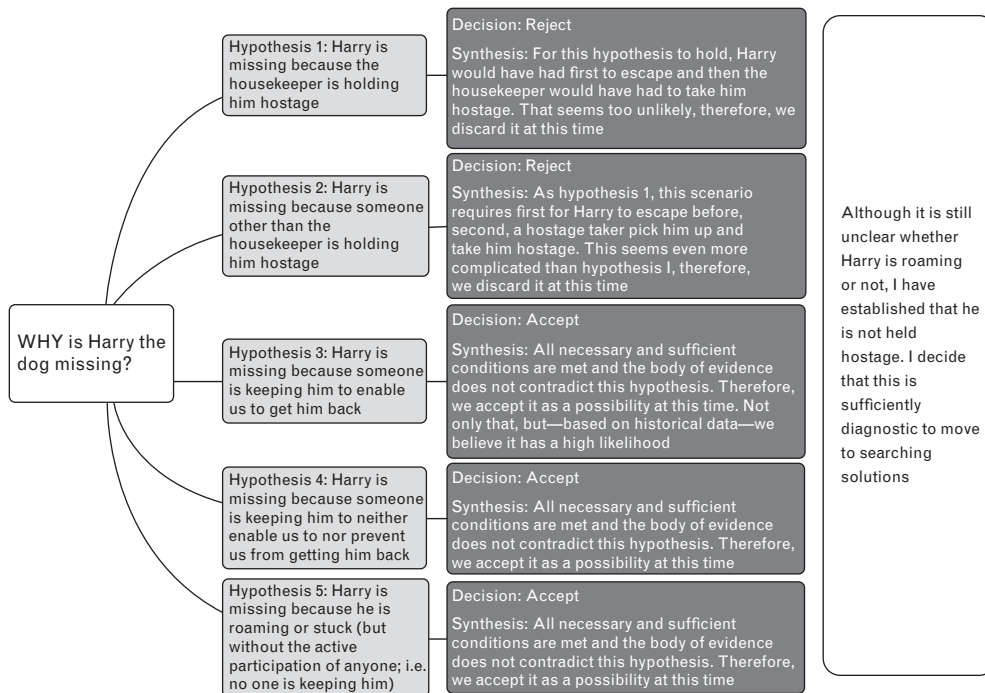 WHY is Harry the
dog missing?
Hypothesis 1: Harry is
missing because the
housekeeper is holding
him hostage
Decision: Reject
Synthesis: For this hypothesis to hold, Harry
would have had first to escape and then the
housekeeper would have had to take him
hostage. That seems too unlikely, therefore, we
discard it at this time
Hypothesis 2: Harry is
missing because someone
other than the
housekeeper is holding
him hostage
Decision: Reject
Synthesis: As hypothesis 1, this scenario
requires first for Harry to escape before,
second, a hostage taker pick him up and
take him hostage. This seems even more
complicated than hypothesis I, therefore,
we discard it at this time
Hypothesis 3: Harry is
missing because someone
is keeping him to enable
us to get him back
Decision: Accept
Synthesis: All necessary and sufficient
conditions are met and the body of evidence
does not contradict this hypothesis. Therefore,
we accept it as a possibility at this time. Not
only that, but—based on historical data—we
believe it has a high likelihood
Hypothesis 4: Harry is
missing because someone
is keeping him to neither
enable us to nor prevent
us from getting him back
Decision: Accept
Synthesis: All necessary and sufficient
conditions are met and the body of evidence
does not contradict this hypothesis. Therefore,
we accept it as a possibility at this time
Hypothesis 5: Harry is
missing because he is
roaming or stuck (but
without the active
participation of anyone; i.e.
no one is keeping him)
Decision: Accept
Synthesis: All necessary and sufficient
conditions are met and the body of evidence
does not contradict this hypothesis. Therefore,
we accept it as a possibility at this time
Although it is still
unclear whether
Harry is roaming
or not, I have
established that he
is not held
hostage. I decide
that this is
sufficiently
diagnostic to move
to searching
solutions